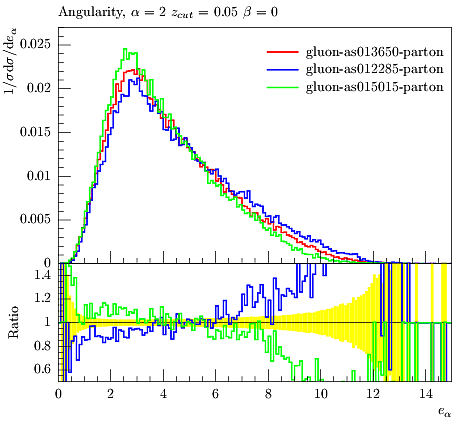 Angularity, α = 2 z_cut = 0.05 β = 0
1/σ dσ/de_α
0.025
0.02
0.015
0.01
0.005
0
gluon-as013650-parton
gluon-as012285-parton
gluon-as015015-parton
Ratio
1.4
1.2
1
0.8
0.6
0 2 4 6 8 10 12 14
e_α